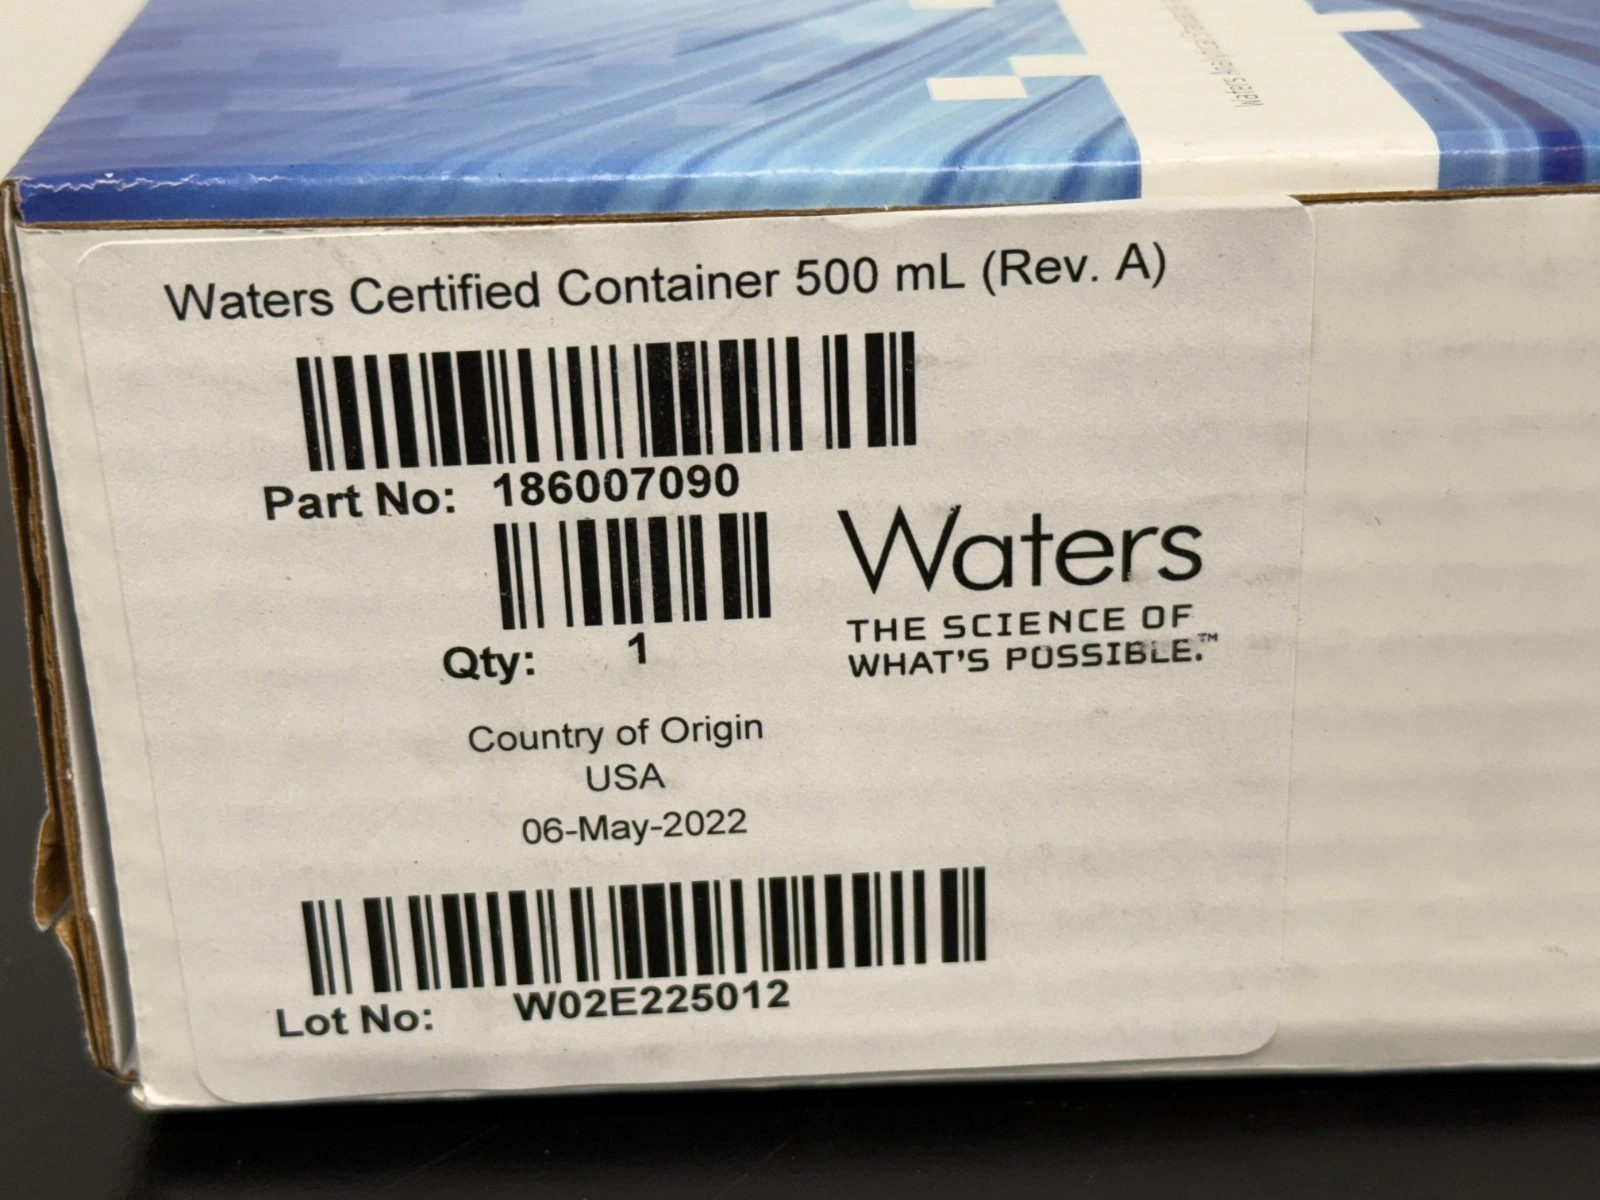 Waters
Waters Certified Container 500 mL (Rev. A)
Part No: 186007090
Qty: 1
Waters
THE SCIENCE OF
WHAT'S POSSIBLE.™
Country of Origin
USA
06-May-2022
Lot No: W02E225012